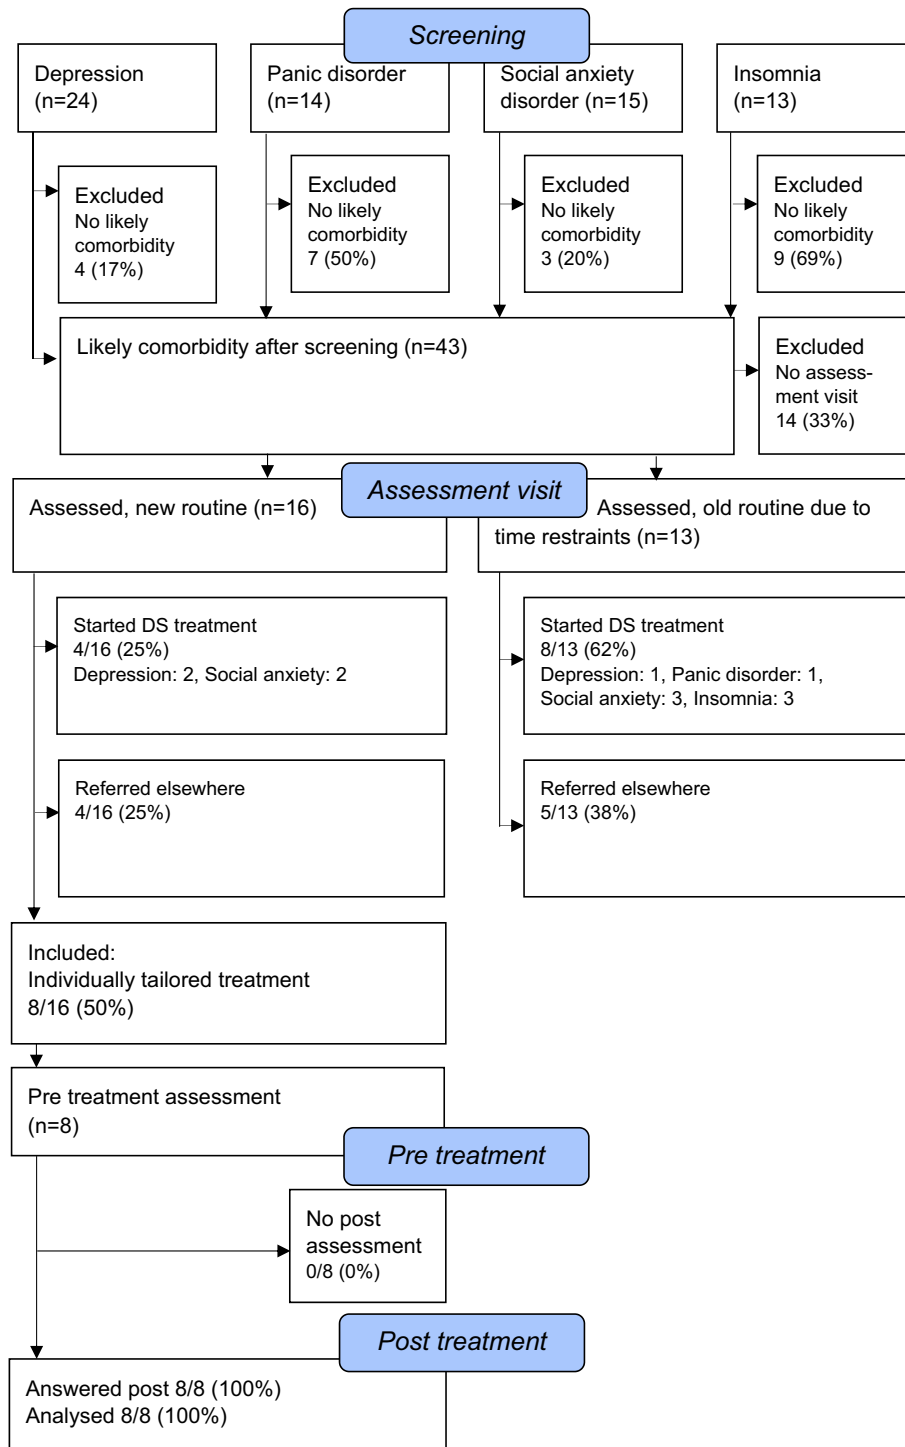 Screening
Depression
(n=24)
Panic disorder
(n=14)
Social anxiety
disorder (n=15)
Insomnia
(n=13)
Excluded
No likely
comorbidity
4 (17%)
Excluded
No likely
comorbidity
7 (50%)
Excluded
No likely
comorbidity
3 (20%)
Excluded
No likely
comorbidity
9 (69%)
Likely comorbidity after screening (n=43)
Excluded
No assess-
ment visit
14 (33%)
Assessment visit
Assessed, new routine (n=16)
Assessed, old routine due to
time restraints (n=13)
Started DS treatment
4/16 (25%)
Depression: 2, Social anxiety: 2
Started DS treatment
8/13 (62%)
Depression: 1, Panic disorder: 1,
Social anxiety: 3, Insomnia: 3
Referred elsewhere
4/16 (25%)
Referred elsewhere
5/13 (38%)
Included:
Individually tailored treatment
8/16 (50%)
Pre treatment assessment
(n=8)
Pre treatment
No post
assessment
0/8 (0%)
Post treatment
Answered post 8/8 (100%)
Analysed 8/8 (100%)